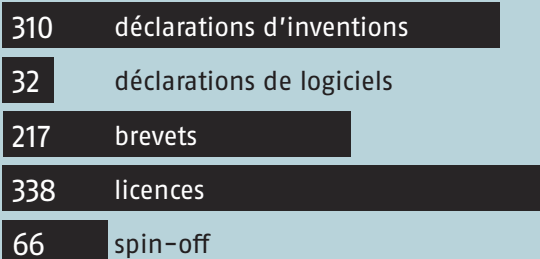 310 déclarations d'inventions
32 déclarations de logiciels
217 brevets
338 licences
66 spin-off